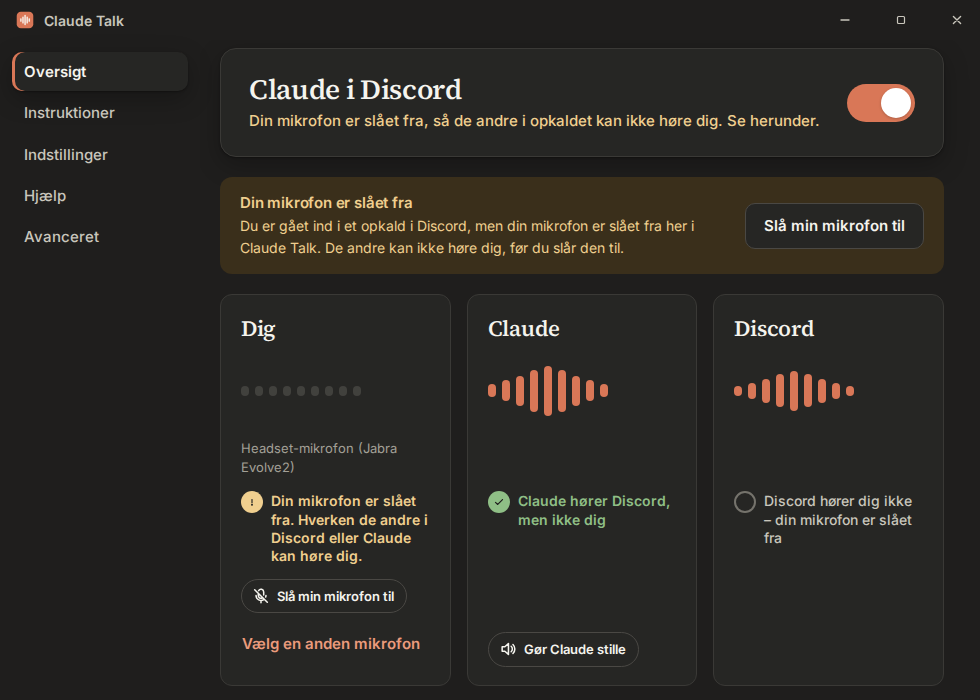 Claude Talk
Oversigt
Instruktioner
Indstillinger
Hjælp
Avanceret
Claude i Discord
Din mikrofon er slået fra, så de andre i opkaldet kan ikke høre dig. Se herunder.
Din mikrofon er slået fra
Du er gået ind i et opkald i Discord, men din mikrofon er slået fra her i
Claude Talk. De andre kan ikke høre dig, før du slår den til.
Slå min mikrofon til
Dig
Headset-mikrofon (Jabra
Evolve2)
Din mikrofon er slået
fra. Hverken de andre i
Discord eller Claude
kan høre dig.
Slå min mikrofon til
Vælg en anden mikrofon
Claude
Claude hører Discord,
men ikke dig
Gør Claude stille
Discord
Discord hører dig ikke
– din mikrofon er slået
fra